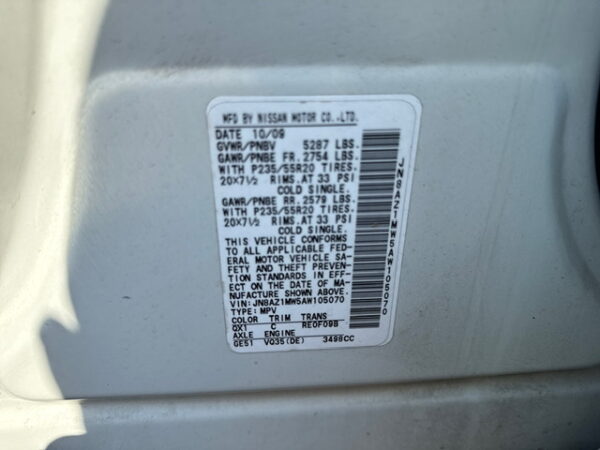 MFD BY NISSAN MOTOR CO.,LTD.
DATE 10/09
GVWR/PNBV 5287 LBS.
GAWR/PNBE FR. 2754 LBS.
WITH P235/55R20 TIRES.
20X7½ RIMS.AT 33 PSI
COLD SINGLE.
GAWR/PNBE RR. 2579 LBS.
WITH P235/55R20 TIRES.
20X7½ RIMS.AT 33 PSI
COLD SINGLE.
THIS VEHICLE CONFORMS
TO ALL APPLICABLE FED-
ERAL MOTOR VEHICLE SA-
FETY AND THEFT PREVEN-
TION STANDARDS IN EFF-
ECT ON THE DATE OF MA-
NUFACTURE SHOWN ABOVE.
VIN: JN8AZ1MW5AW105070
TYPE: MPV
COLOR TRIM TRANS
QX1 C RE0F09B
AXLE ENGINE
GE51 VQ35(DE) 3498CC
JN8AZ1MW5AW105070